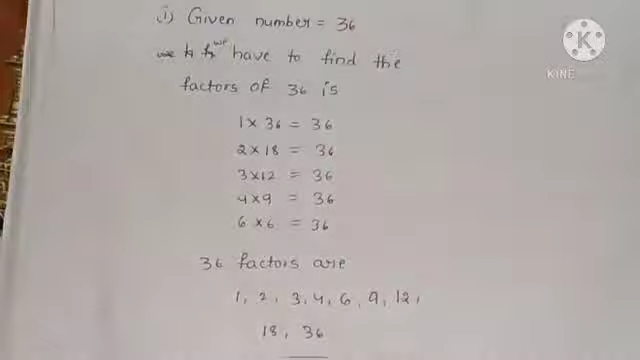 i) Given number = 36
we have to find the
factors of 36 is
1 × 36 = 36
2 × 18 = 36
3 × 12 = 36
4 × 9 = 36
6 × 6 = 36
36 factors are
1, 2, 3, 4, 6, 9, 12,
18, 36
K
KINE